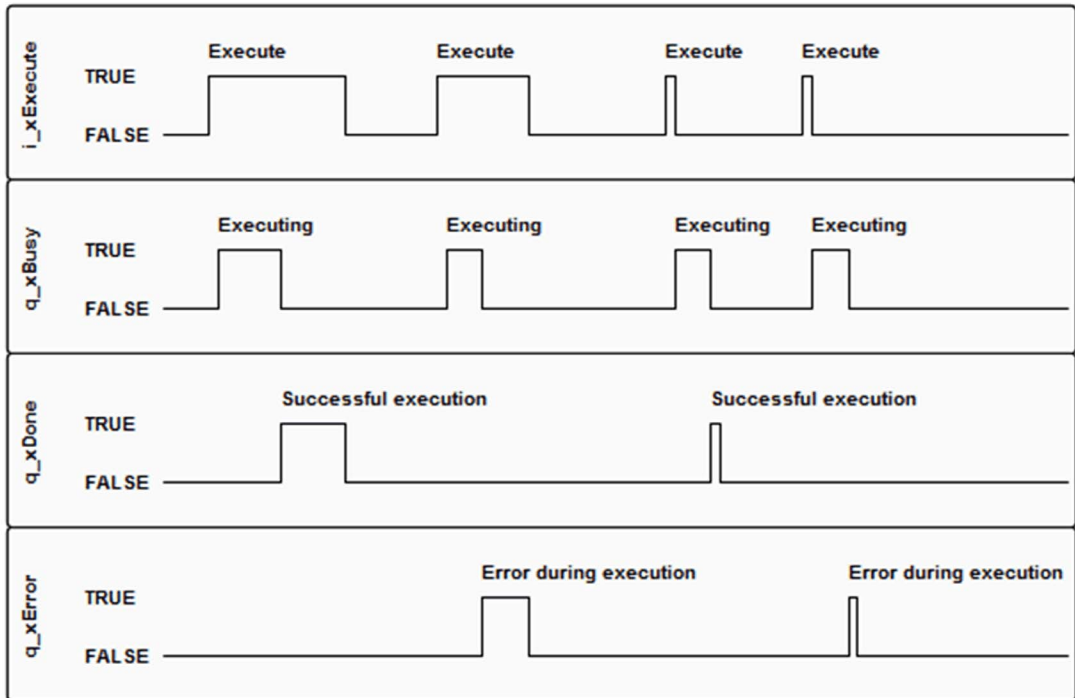 i_xExecute
Execute Execute Execute Execute
TRUE
FALSE
q_xBusy
Executing Executing Executing Executing
TRUE
FALSE
q_xDone
Successful execution Successful execution
TRUE
FALSE
q_xError
Error during execution Error during execution
TRUE
FALSE